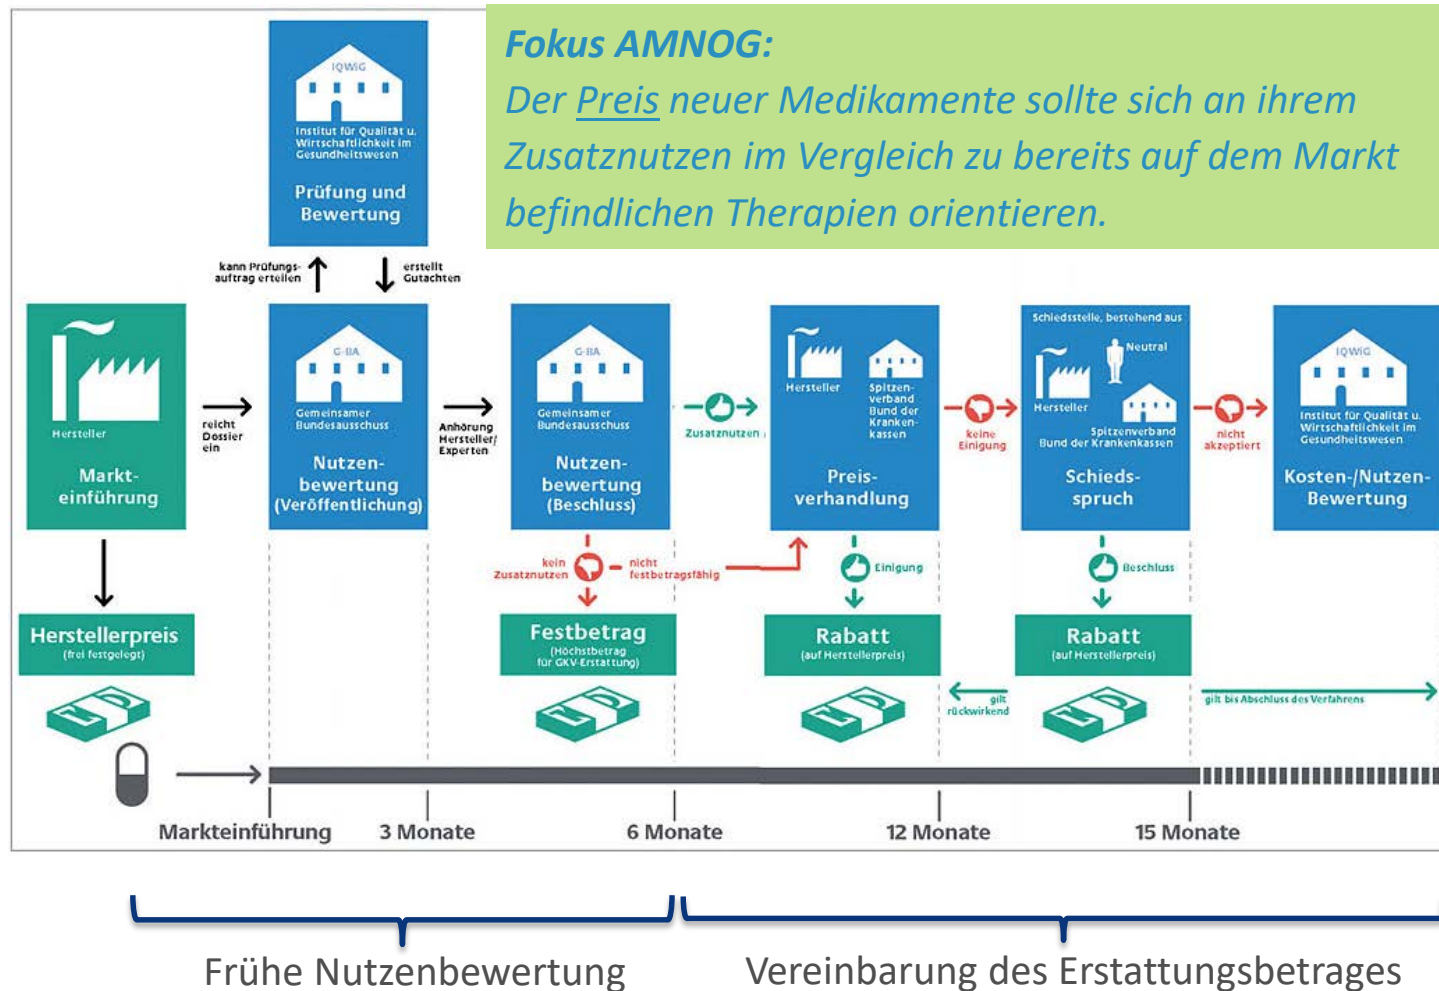 Fokus AMNOG:
Der Preis neuer Medikamente sollte sich an ihrem
Zusatznutzen im Vergleich zu bereits auf dem Markt
befindlichen Therapien orientieren.
IQWiG
Institut für Qualität u.
Wirtschaftlichkeit im
Gesundheitswesen
Prüfung und
Bewertung
kann Prüfungs-
auftrag erteilen
erstellt
Gutachten
Hersteller
Markt-
einführung
reicht
Dossier
ein
G-BA
Gemeinsamer
Bundesausschuss
Nutzen-
bewertung
(Veröffentlichung)
Anhörung
Hersteller/
Experten
G-BA
Gemeinsamer
Bundesausschuss
Nutzen-
bewertung
(Beschluss)
Zusatznutzen
Hersteller
Spitzen-
verband
Bund der
Kranken-
kassen
Preis-
verhandlung
keine
Einigung
Schiedsstelle, bestehend aus
Neutral
Hersteller
Spitzenverband
Bund der Krankenkassen
Schieds-
spruch
nicht
akzeptiert
IQWiG
Institut für Qualität u.
Wirtschaftlichkeit im
Gesundheitswesen
Kosten-/Nutzen-
Bewertung
kein
Zusatznutzen
nicht
festbetragsfähig
Einigung
Beschluss
Herstellerpreis
(frei festgelegt)
Festbetrag
(Höchstbetrag
für GKV-Erstattung)
Rabatt
(auf Herstellerpreis)
Rabatt
(auf Herstellerpreis)
gilt
rückwirkend
gilt bis Abschluss des Verfahrens
Markteinführung
3 Monate
6 Monate
12 Monate
15 Monate
Frühe Nutzenbewertung
Vereinbarung des Erstattungsbetrages